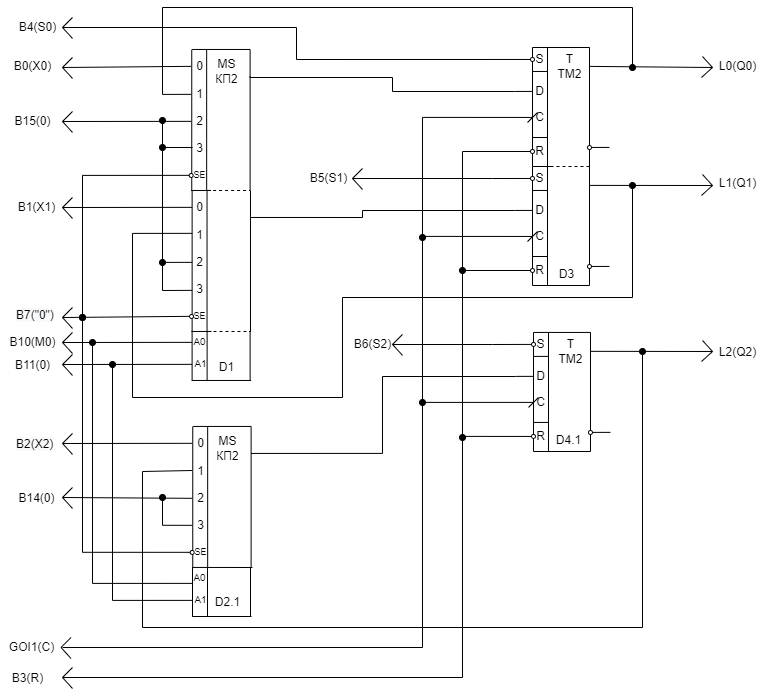 B4(S0)
B0(X0)
B15(0)
B1(X1)
B7("0")
B10(M0)
B11(0)
B2(X2)
B14(0)
GOI1(C)
B3(R)
0
1
2
3
SE
0
1
2
3
SE
A0
A1
MS
КП2
D1
0
1
2
3
SE
A0
A1
MS
КП2
D2.1
B5(S1)
B6(S2)
S
D
C
R
S
D
C
R
T
TM2
D3
S
D
C
R
T
TM2
D4.1
L0(Q0)
L1(Q1)
L2(Q2)